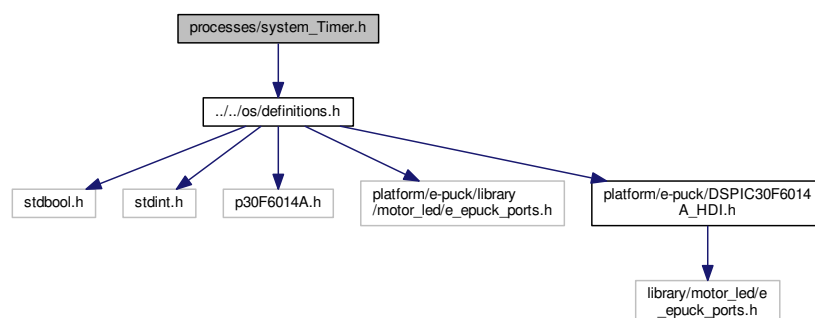 processes/system_Timer.h
../../os/definitions.h
stdbool.h
stdint.h
p30F6014A.h
platform/e-puck/library
/motor_led/e_epuck_ports.h
platform/e-puck/DSPIC30F6014
A_HDI.h
library/motor_led/e
_epuck_ports.h